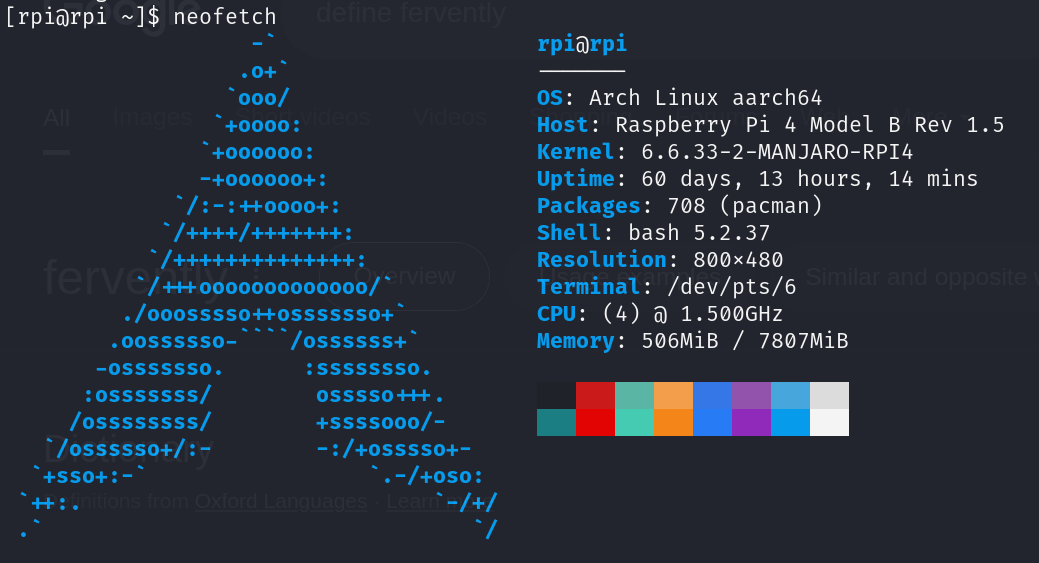 Google
define fervently
[rpi@rpi ~]$ neofetch
rpi@rpi
OS: Arch Linux aarch64
All Images videos Videos
Host: Raspberry Pi 4 Model B Rev 1.5
Kernel: 6.6.33-2-MANJARO-RPI4
Uptime: 60 days, 13 hours, 14 mins
Packages: 708 (pacman)
Shell: bash 5.2.37
Resolution: 800x480
fervently
Overview
Usage examples
Similar and opposite w
Terminal: /dev/pts/6
CPU: (4) @ 1.500GHz
Memory: 506MiB / 7807MiB
Dictionary
Definitions from Oxford Languages · Learn